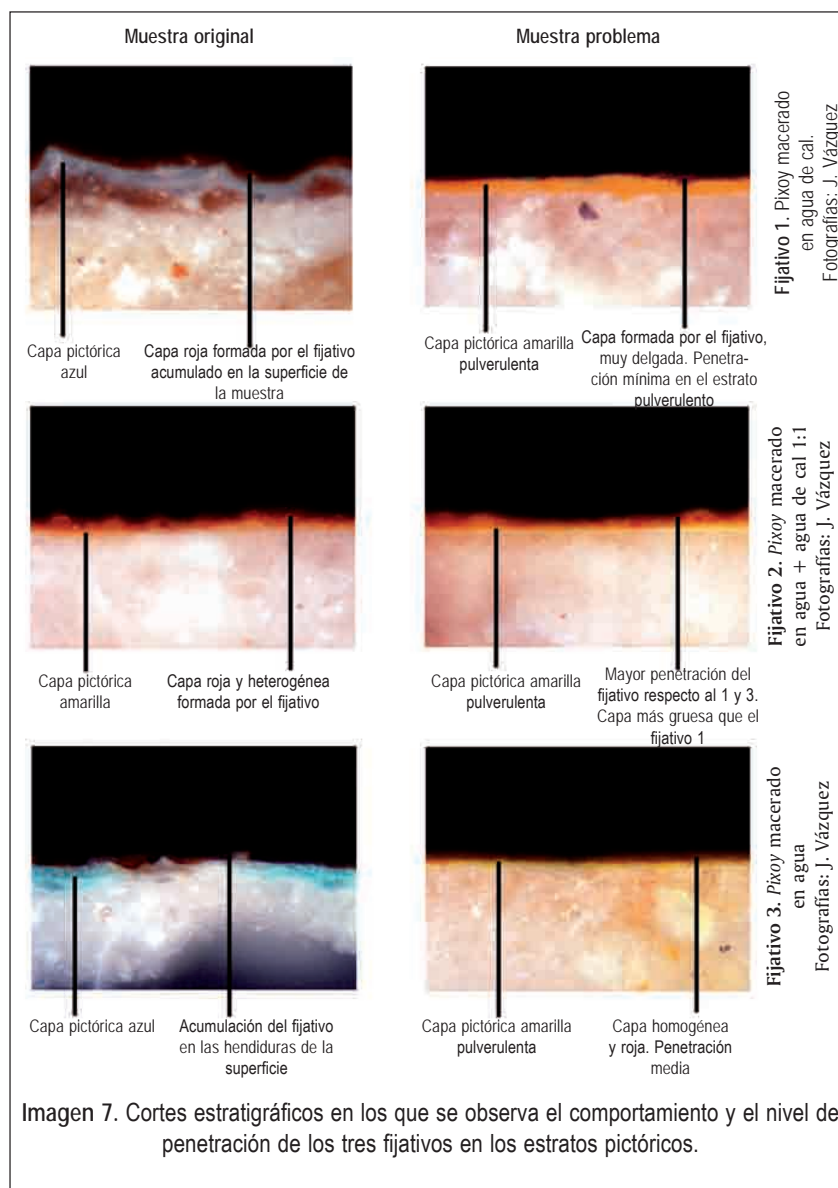 Muestra original
Muestra problema
Capa pictórica
azul
Capa roja formada por el fijativo
acumulado en la superficie de
la muestra
Capa pictórica amarilla
pulverulenta
Capa formada por el fijativo,
muy delgada. Penetra-
ción mínima en el estrato
pulverulento
Fijativo 1. Pixoy macerado
en agua de cal.
Fotografías: J. Vázquez
Capa pictórica
amarilla
Capa roja y heterogénea
formada por el fijativo
Capa pictórica amarilla
pulverulenta
Mayor penetración del
fijativo respecto al 1 y 3.
Capa más gruesa que el
fijativo 1
Fijativo 2. Pixoy macerado
en agua + agua de cal 1:1
Fotografías: J. Vázquez
Capa pictórica azul
Acumulación del fijativo
en las hendiduras de la
superficie
Capa pictórica amarilla
pulverulenta
Capa homogénea
y roja. Penetración
media
Fijativo 3. Pixoy macerado
en agua
Fotografías: J. Vázquez
Imagen 7. Cortes estratigráficos en los que se observa el comportamiento y el nivel de
penetración de los tres fijativos en los estratos pictóricos.